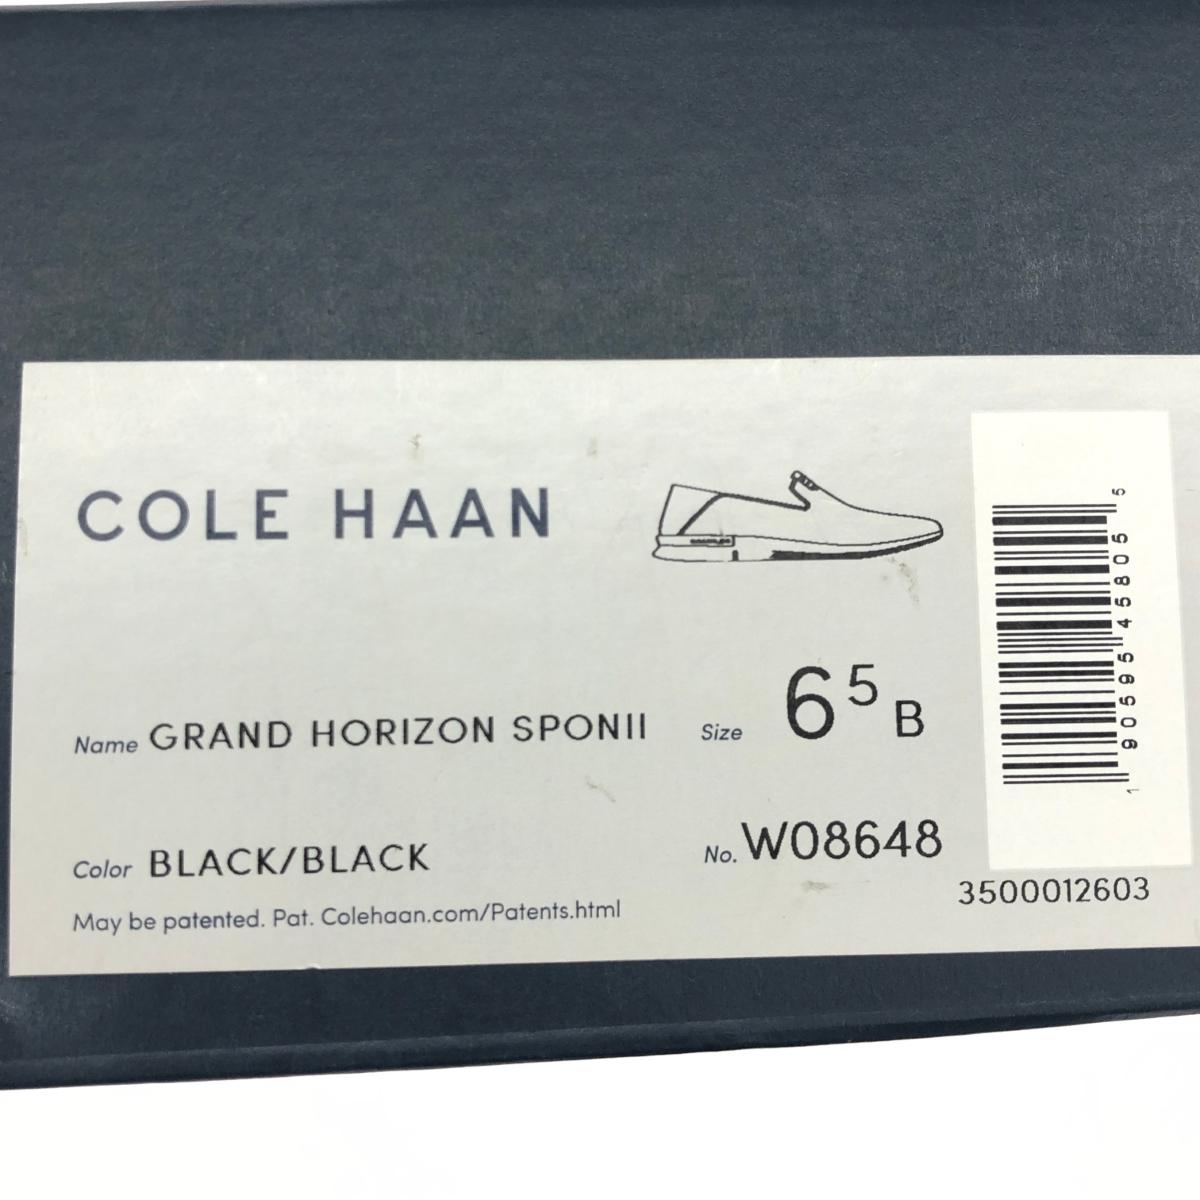 COLE HAAN
Name GRAND HORIZON SPONII
Size 6 5 B
Color BLACK/BLACK
No. W08648
May be patented. Pat. Colehaan.com/Patents.html
1 90595 45805 5
3500012603